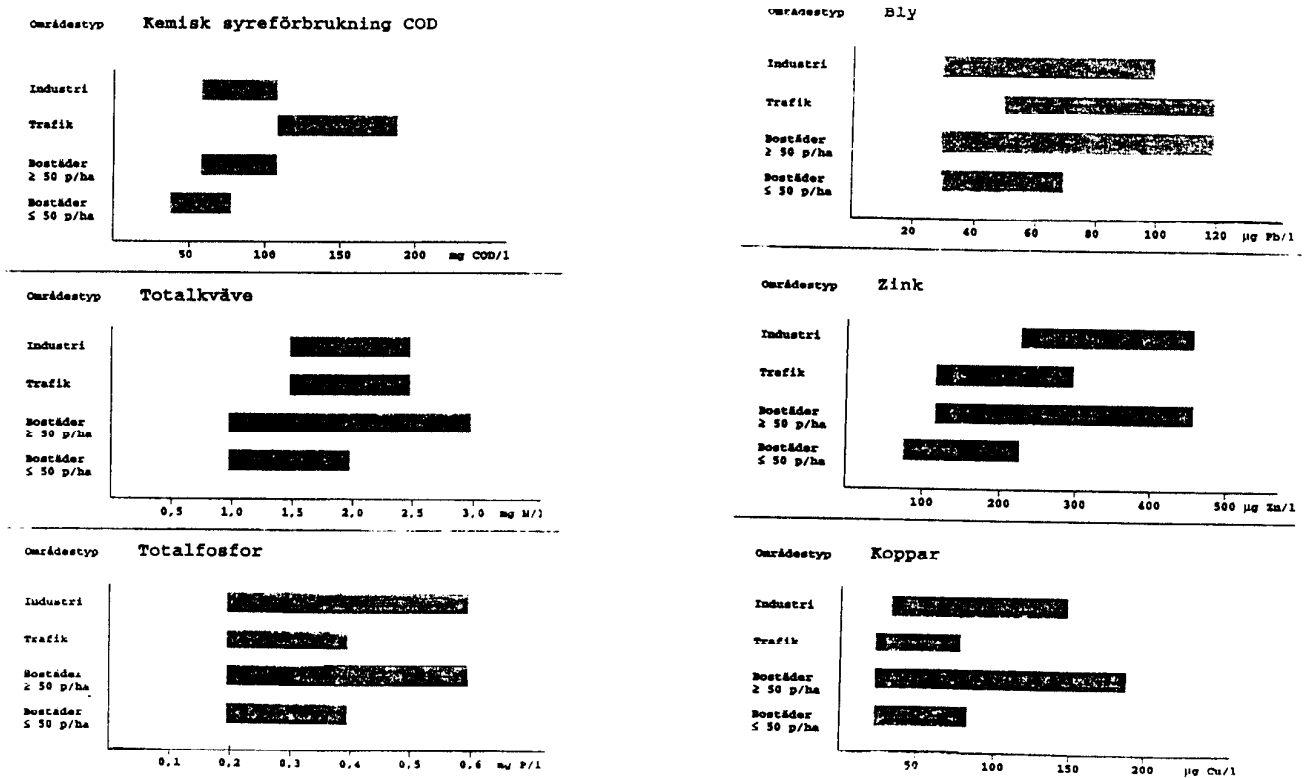 Områdestyp Kemisk syreförbrukning COD
Industri
Trafik
Bostäder
≥ 50 p/ha
Bostäder
≤ 50 p/ha
50 100 150 200 mg COD/l
Områdestyp Totalkväve
Industri
Trafik
Bostäder
≥ 50 p/ha
Bostäder
≤ 50 p/ha
0,5 1,0 1,5 2,0 2,5 3,0 mg N/l
Områdestyp Totalfosfor
Industri
Trafik
Bostäder
≥ 50 p/ha
Bostäder
≤ 50 p/ha
0,1 0,2 0,3 0,4 0,5 0,6 mg P/l
Områdestyp Bly
Industri
Trafik
Bostäder
≥ 50 p/ha
Bostäder
≤ 50 p/ha
20 40 60 80 100 120 µg Pb/l
Områdestyp Zink
Industri
Trafik
Bostäder
≥ 50 p/ha
Bostäder
≤ 50 p/ha
100 200 300 400 500 µg Zn/l
Områdestyp Koppar
Industri
Trafik
Bostäder
≥ 50 p/ha
Bostäder
≤ 50 p/ha
50 100 150 200 µg Cu/l